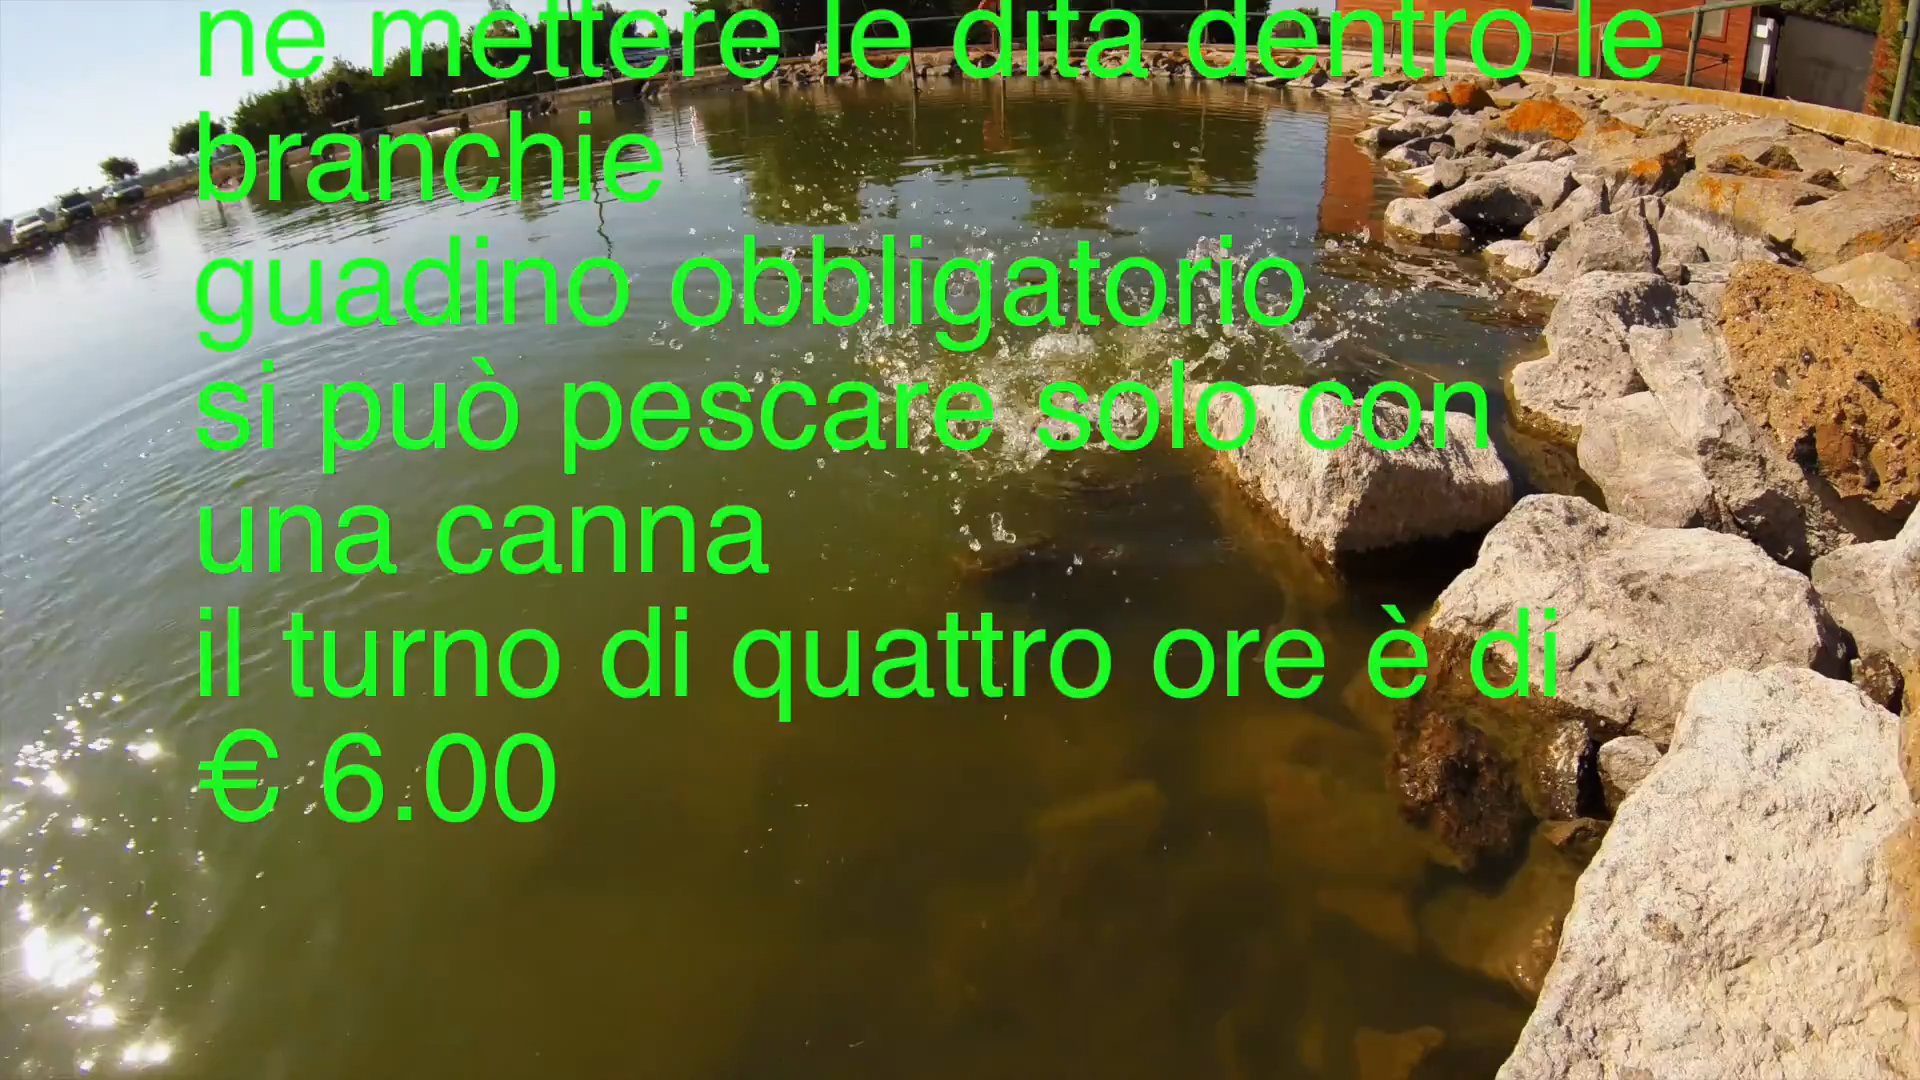 ne mettere le dita dentro le
branchie
guadino obbligatorio
si può pescare solo con
una canna
il turno di quattro ore è di
€ 6.00